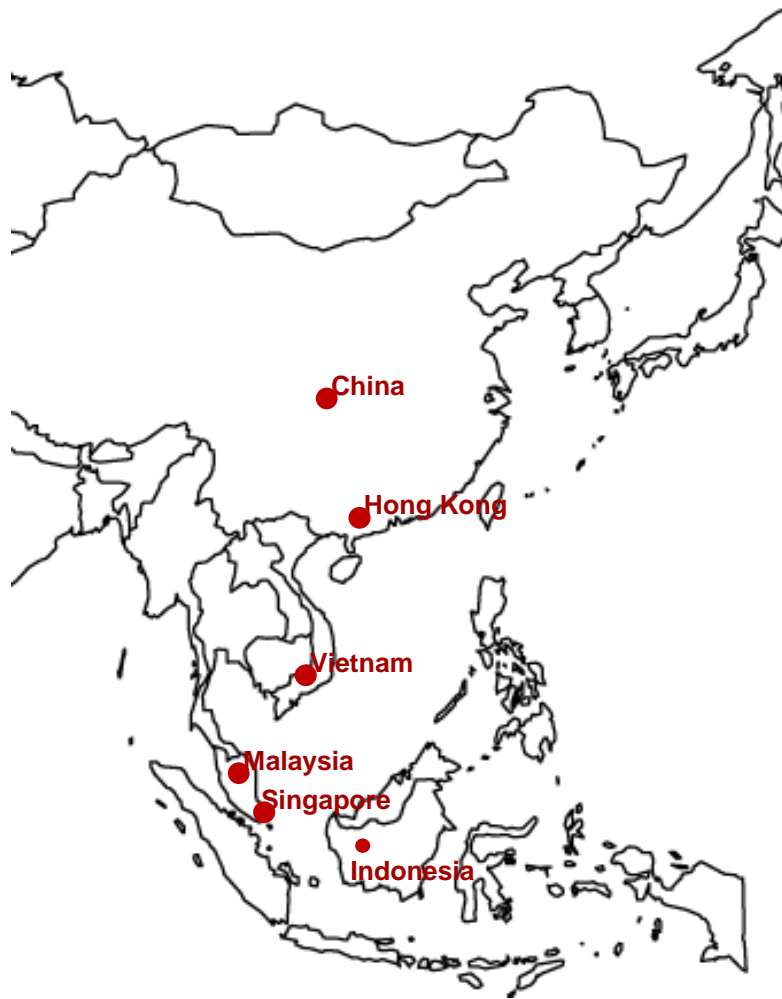 China
Hong Kong
Vietnam
Malaysia
Singapore
Indonesia